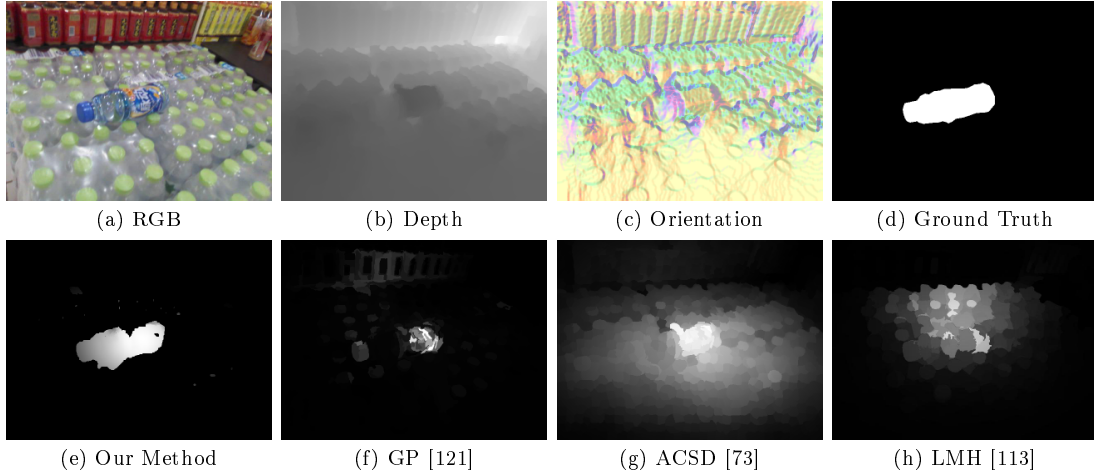 (a) RGB
(b) Depth
(c) Orientation
(d) Ground Truth
(e) Our Method
(f) GP [121]
(g) ACSD [73]
(h) LMH [113]